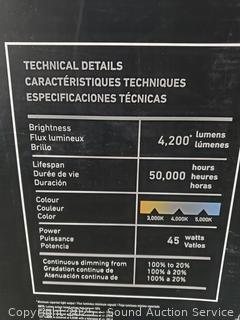 TECHNICAL DETAILS
CARACTÉRISTIQUES TECHNIQUES
ESPECIFICACIONES TÉCNICAS
Brightness
Flux lumineux
Brillo
4,200* lumens
lúmenes
Lifespan
Durée de vie
Duración
50,000 hours
heures
horas
Colour
Couleur
Color
3,000K 4,000K 5,000K
Power
Puissance
Potencia
45 watts
Vatios
Continuous dimming from
Gradation continue de
Atenuación continua de
100% to 20%
100% à 20%
100% a 20%
Copyright 2025 - Sound Auction Service